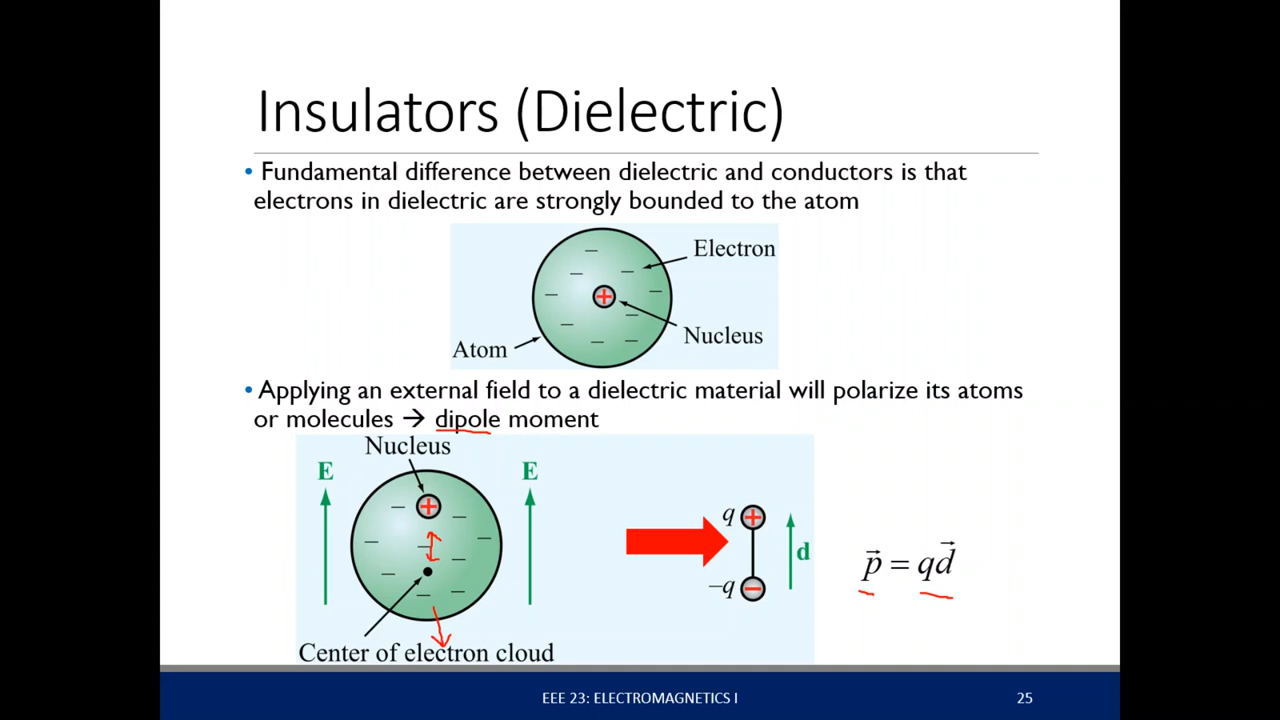 Insulators (Dielectric)
• Fundamental difference between dielectric and conductors is that
electrons in dielectric are strongly bounded to the atom
Electron
Nucleus
Atom
• Applying an external field to a dielectric material will polarize its atoms
or molecules → dipole moment
Nucleus
E
E
q
d
−q
p⃗ = qd⃗
Center of electron cloud
EEE 23: ELECTROMAGNETICS I
25